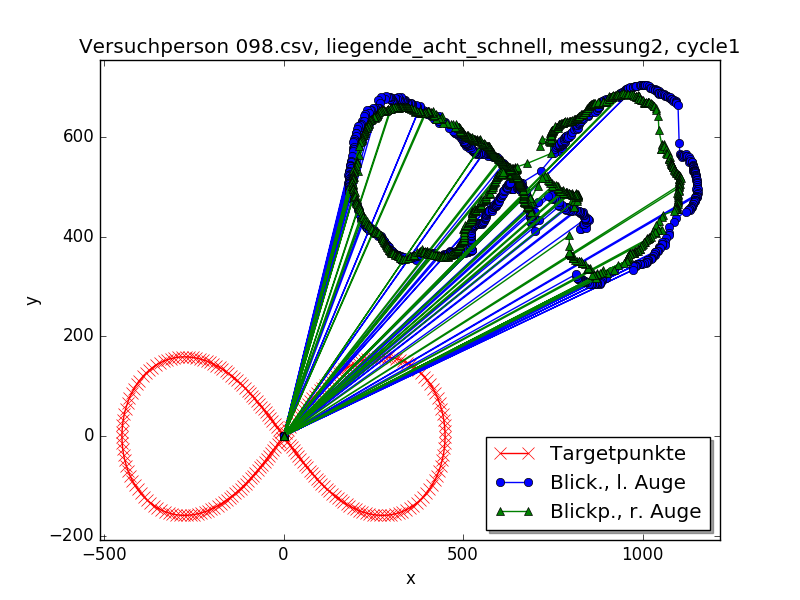 Versuchperson 098.csv, liegende_acht_schnell, messung2, cycle1
y
600
400
200
0
−200
−500
0
500
1000
x
Targetpunkte
Blick., l. Auge
Blickp., r. Auge